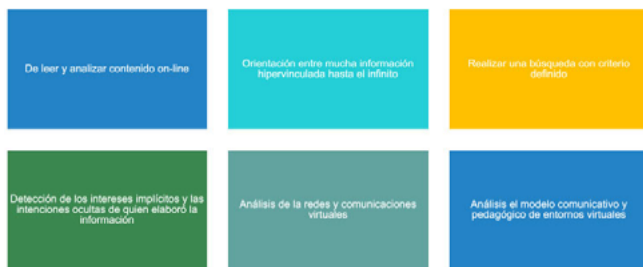 De leer y analizar contenido on-line
Orientación entre mucha información
hipervinculada hasta el infinito
Realizar una búsqueda con criterio
definido
Detección de los intereses implícitos y las
intenciones ocultas de quien elaboró la
información
Análisis de la redes y comunicaciones
virtuales
Análisis el modelo comunicativo y
pedagógico de entornos virtuales